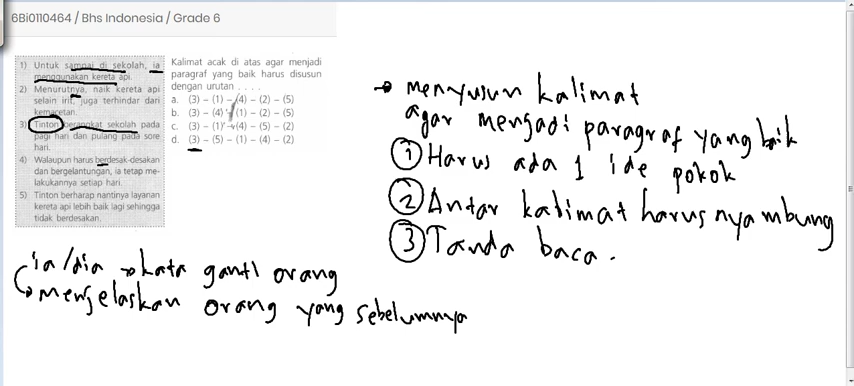 6Bi0110464 / Bhs Indonesia / Grade 6
1) Untuk sampai di sekolah, ia
menggunakan kereta api.
2) Menurutnya, naik kereta api
selain irit, juga terhindar dari
kemacetan.
3) Tinton berangkat sekolah pada
pagi hari dan pulang pada sore
hari.
4) Walaupun harus berdesak-desakan
dan bergelantungan, ia tetap me-
lakukannya setiap hari.
5) Tinton berharap nantinya layanan
kereta api lebih baik lagi sehingga
tidak berdesakan.
Kalimat acak di atas agar menjadi
paragraf yang baik harus disusun
dengan urutan . . . .
a. (3) – (1) – (4) – (2) – (5)
b. (3) – (4) – (1) – (2) – (5)
c. (3) – (1) – (4) – (5) – (2)
d. (3) – (5) – (1) – (4) – (2)
→ Menyusun kalimat
agar menjadi paragraf yang baik
① Harus ada 1 ide
pokok
② Antar kalimat harus nyambung
③ Tanda baca.
ia/dia → kata ganti orang
↳ menjelaskan orang yang sebelumnya